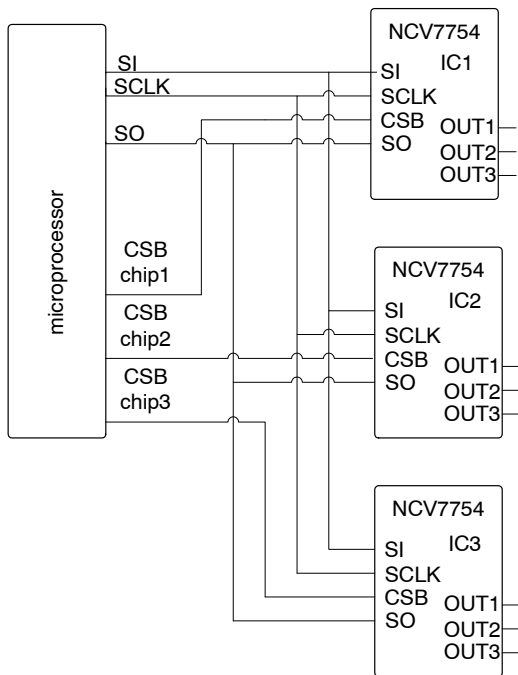 microprocessor
SI
SCLK
SO
CSB
chip1
CSB
chip2
CSB
chip3
NCV7754
IC1
SI
SCLK
CSB
SO
OUT1
OUT2
OUT3
NCV7754
IC2
SI
SCLK
CSB
SO
OUT1
OUT2
OUT3
NCV7754
IC3
SI
SCLK
CSB
SO
OUT1
OUT2
OUT3